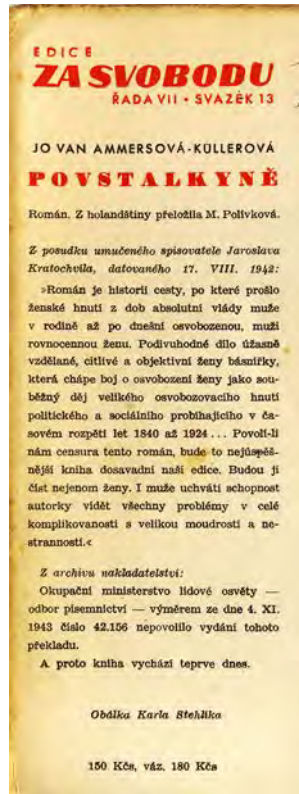 EDICE
ZA SVOBODU
ŘADA VII • SVAZEK 13
JO VAN AMMERSOVÁ-KÜLLEROVÁ
POVSTALKYNĚ
Román. Z holandštiny přeložila M. Polívková.
Z posudku umučeného spisovatele Jaroslava
Kratochvíla, datovaného 17. VIII. 1942:
»Román je historií cesty, po které prošlo
ženské hnutí z dob absolutní vlády muže
v rodině až po dnešní osvobozenou, muži
rovnocennou ženu. Podivuhodné dílo úžasně
vzdělané, citlivé a objektivní ženy básnířky,
která chápe boj o osvobození ženy jako sou-
běžný děj velikého osvobozovacího hnutí
politického a sociálního probíhajícího v ča-
sovém rozpětí let 1840 až 1924... Povolí-li
nám censura tento román, bude to nejúspěš-
nější kniha dosavadní naší edice. Budou ji
číst nejenom ženy. I muže uchvátí schopnost
autorky vidět všechny problémy v celé
komplikovanosti s velikou moudrostí a ne-
stranností.«
Z archivu nakladatelství:
Okupační ministerstvo lidové osvěty —
odbor písemnictví — výměrem ze dne 4. XI.
1943 číslo 42.156 nepovolilo vydání tohoto
překladu.
A proto kniha vychází teprve dnes.
Obálka Karla Stehlíka
150 Kčs, váz. 180 Kčs